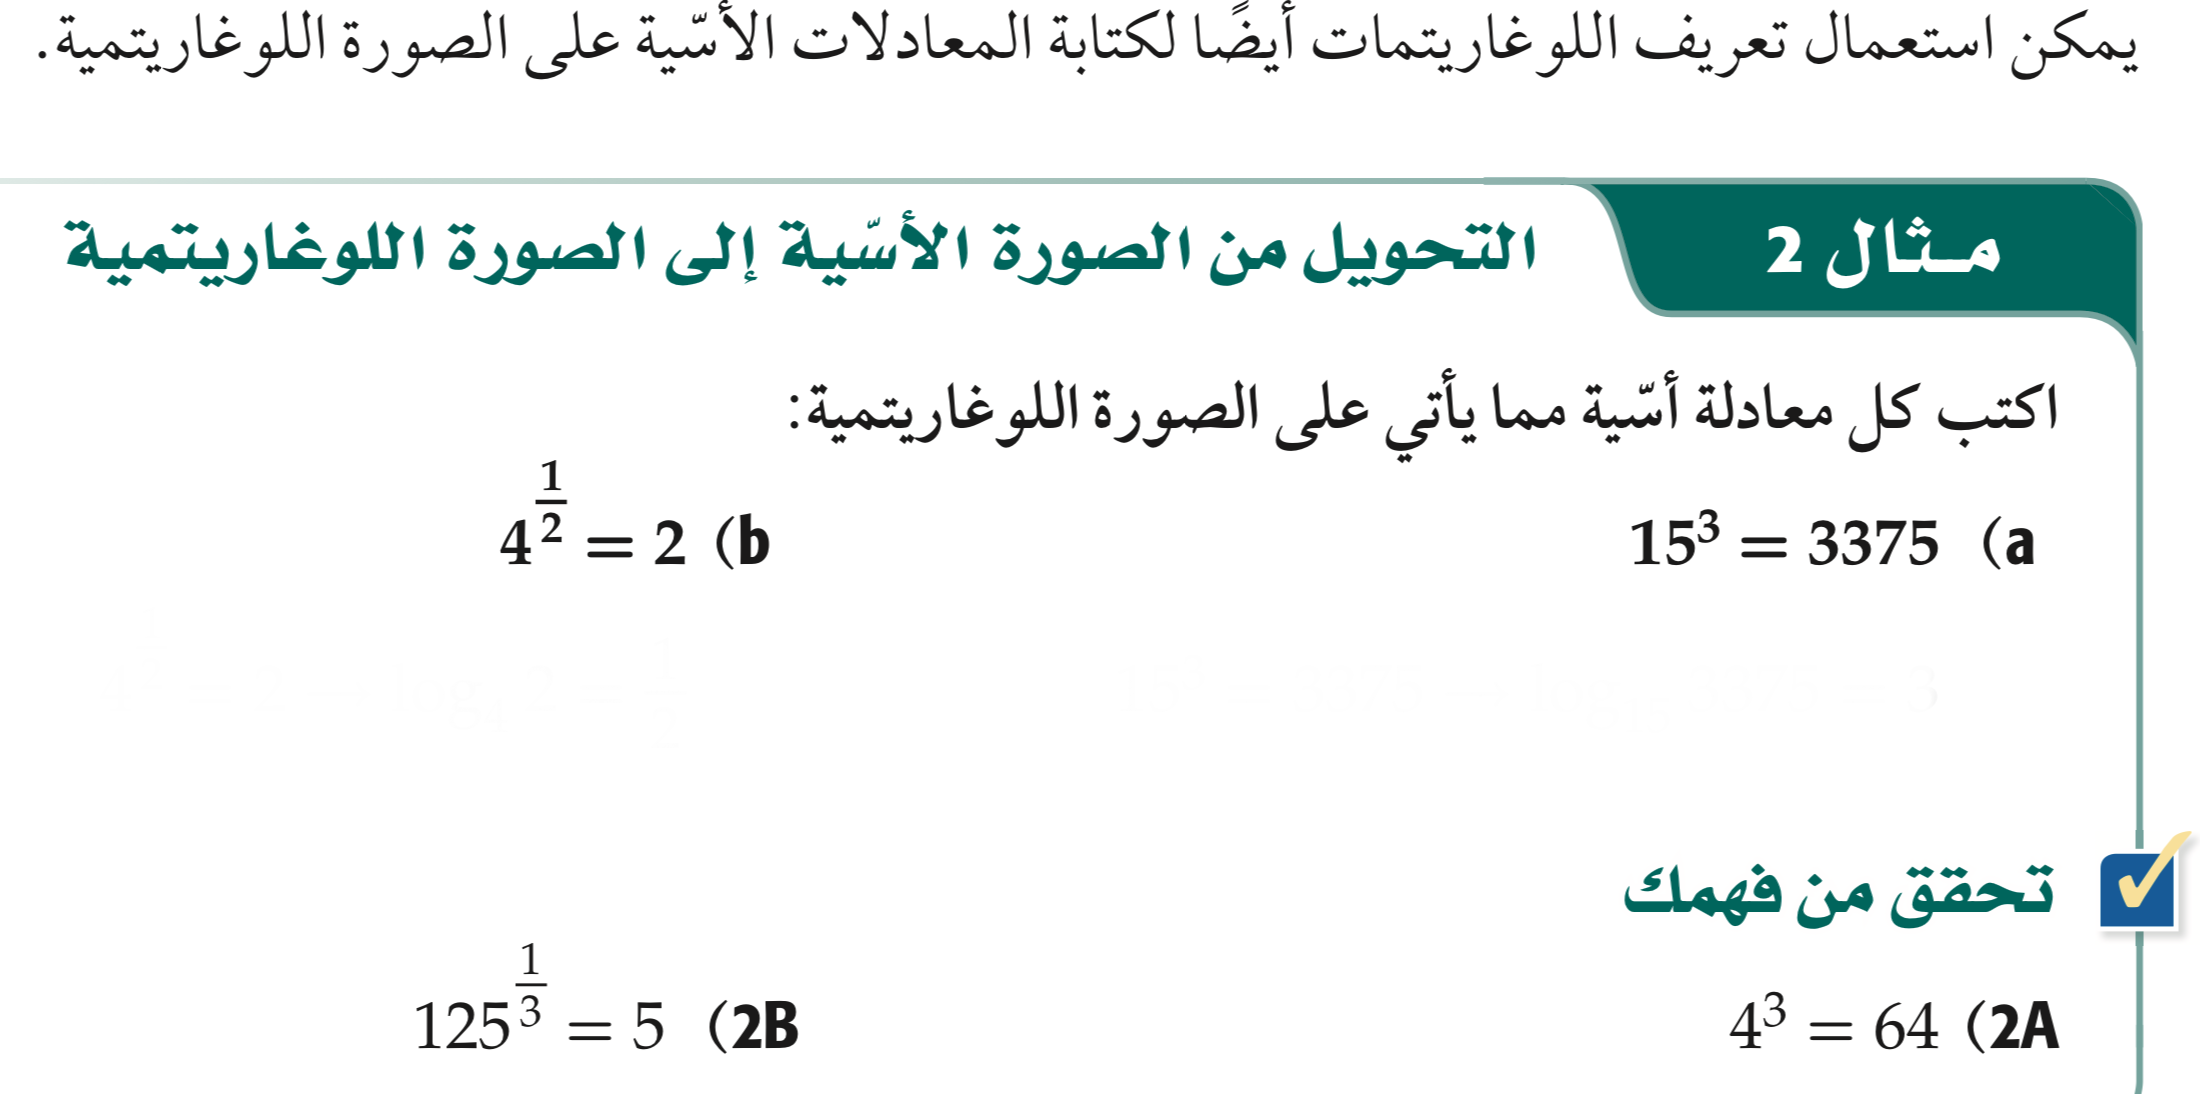 يمكن استعمال تعريف اللوغاريتمات أيضًا لكتابة المعادلات الأسّية على الصورة اللوغاريتمية.
مثال 2 التحويل من الصورة الأسّية إلى الصورة اللوغاريتمية
اكتب كل معادلة أسّية مما يأتي على الصورة اللوغاريتمية:
a) 15³ = 3375 b) 4^(1/2) = 2
تحقق من فهمك
2A) 4³ = 64 2B) 125^(1/3) = 5